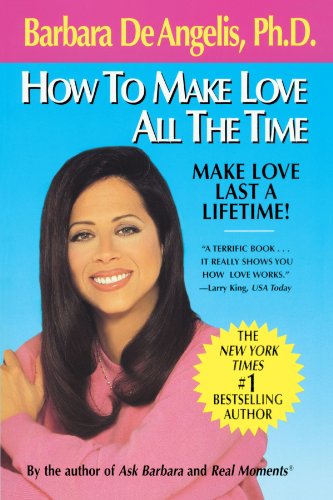 Barbara De Angelis, Ph.D.
HOW TO MAKE LOVE
ALL THE TIME
MAKE LOVE
LAST A
LIFETIME!
"A TERRIFIC BOOK . . .
IT REALLY SHOWS YOU
HOW LOVE WORKS."
—Larry King, USA Today
THE
NEW YORK
TIMES
#1
BESTSELLING
AUTHOR
By the author of Ask Barbara and Real Moments®